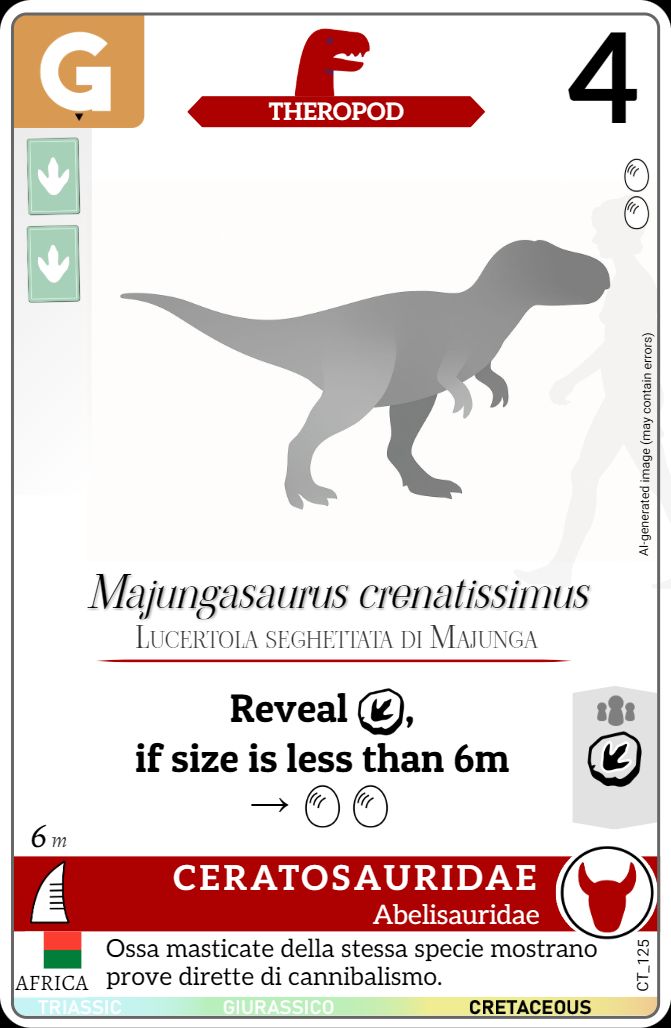 G
THEROPOD
4
AI-generated image (may contain errors)
Majungasaurus crenatissimus
Lucertola seghettata di Majunga
Reveal ,
if size is less than 6m
→
6 m
CERATOSAURIDAE
Abelisauridae
AFRICA
Ossa masticate della stessa specie mostrano
prove dirette di cannibalismo.
CT_125
TRIASSIC GIURASSICO CRETACEOUS